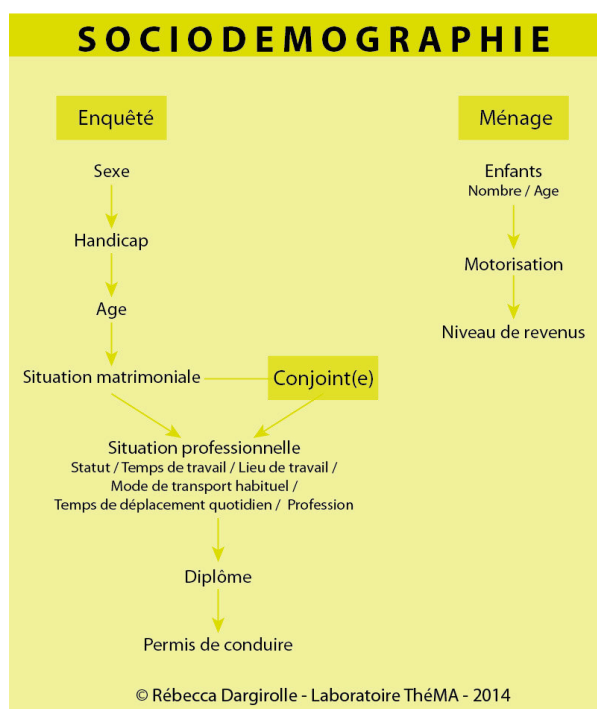 SOCIODEMOGRAPHIE
Enquêté
Sexe
Handicap
Age
Situation matrimoniale
Conjoint(e)
Situation professionnelle
Statut / Temps de travail / Lieu de travail /
Mode de transport habituel /
Temps de déplacement quotidien / Profession
Diplôme
Permis de conduire
Ménage
Enfants
Nombre / Age
Motorisation
Niveau de revenus
© Rébecca Dargirolle - Laboratoire ThéMA - 2014